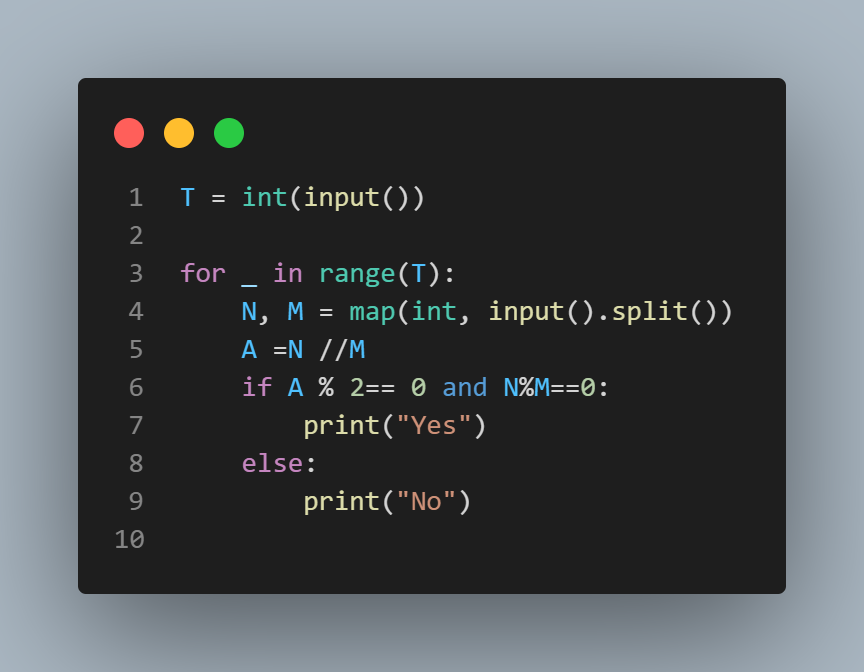 1 T = int(input())
2
3 for _ in range(T):
4     N, M = map(int, input().split())
5     A =N //M
6     if A % 2== 0 and N%M==0:
7         print("Yes")
8     else:
9         print("No")
10